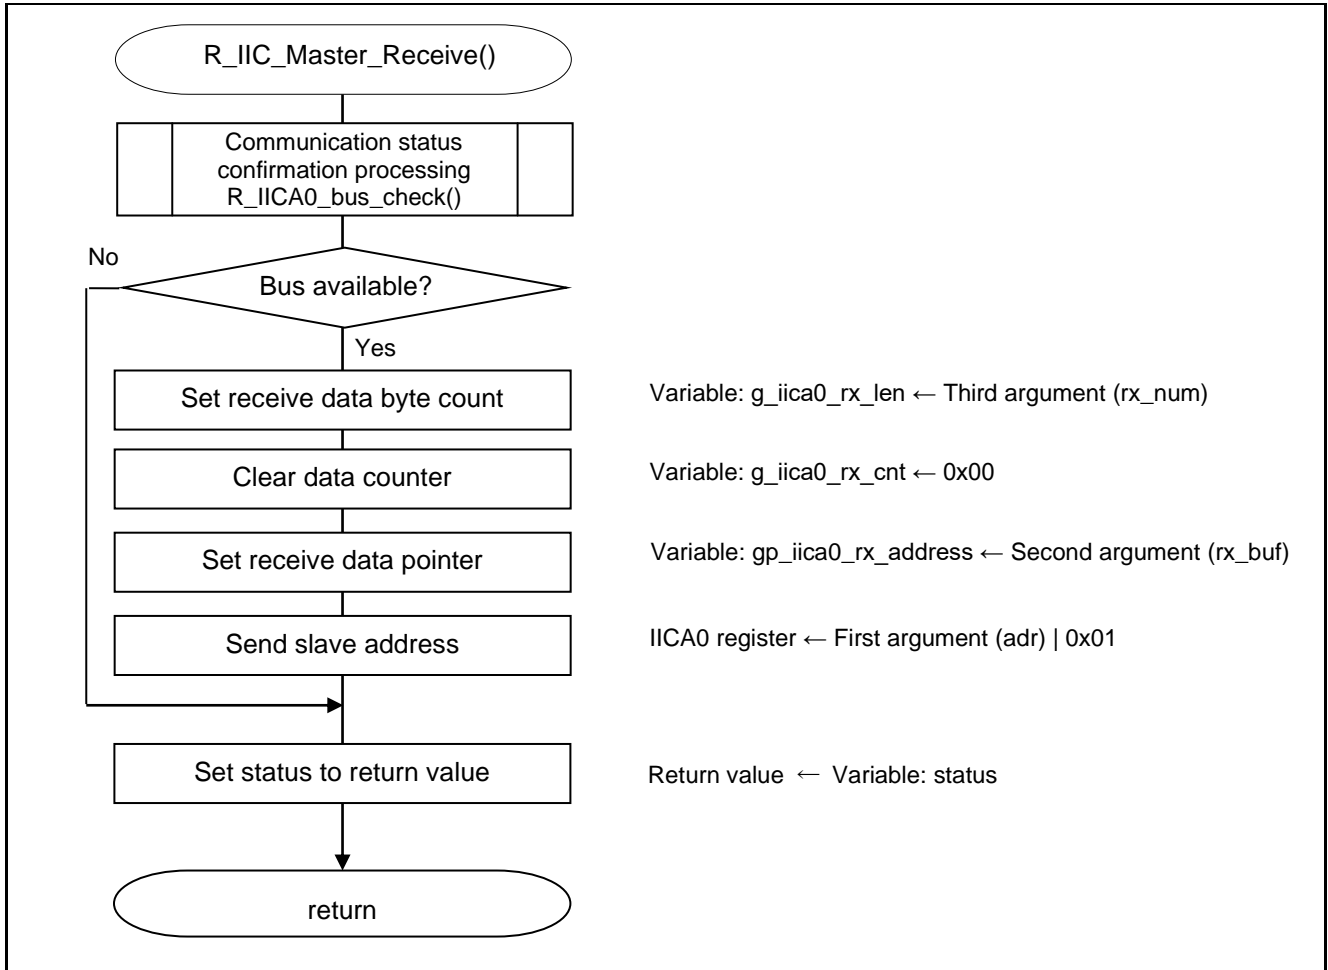 R_IIC_Master_Receive()
Communication status
confirmation processing
R_IICA0_bus_check()
No
Bus available?
Yes
Set receive data byte count
Variable: g_iica0_rx_len ← Third argument (rx_num)
Clear data counter
Variable: g_iica0_rx_cnt ← 0x00
Set receive data pointer
Variable: gp_iica0_rx_address ← Second argument (rx_buf)
Send slave address
IICA0 register ← First argument (adr) | 0x01
Set status to return value
Return value ← Variable: status
return